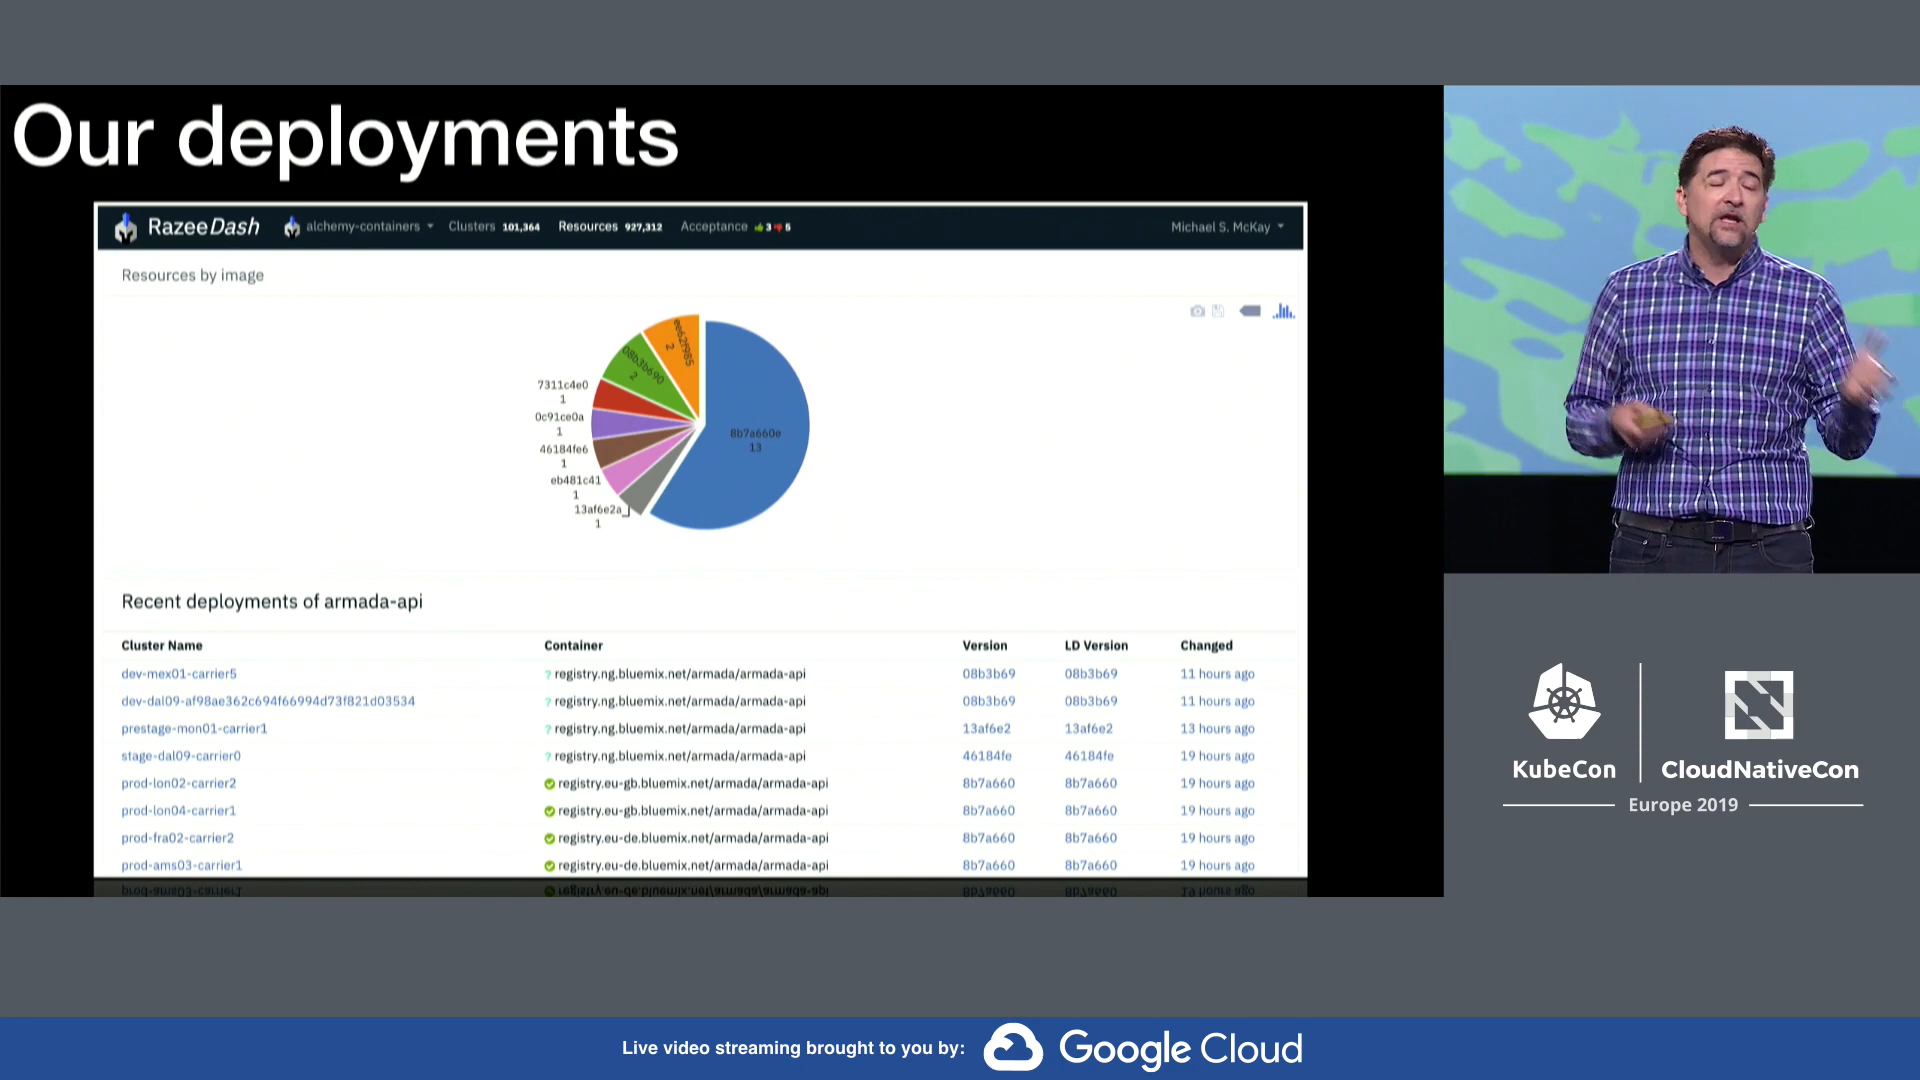 Our deployments
RazeeDash alchemy-containers Clusters 101,364 Resources 927,312 Acceptance 3 5 Michael S. McKay
Resources by image
ee62f985
2
08b3b690
2
7311c4e0
1
0c91ce0a
1
46184fe6
1
eb481c41
1
13af6e2a
1
8b7a660e
13
Recent deployments of armada-api
Cluster Name Container Version LD Version Changed
dev-mex01-carrier5 ? registry.ng.bluemix.net/armada/armada-api 08b3b69 08b3b69 11 hours ago
dev-dal09-af98ae362c694f66994d73f821d03534 ? registry.ng.bluemix.net/armada/armada-api 08b3b69 08b3b69 11 hours ago
prestage-mon01-carrier1 ? registry.ng.bluemix.net/armada/armada-api 13af6e2 13af6e2 13 hours ago
stage-dal09-carrier0 ? registry.ng.bluemix.net/armada/armada-api 46184fe 46184fe 19 hours ago
prod-lon02-carrier2 registry.eu-gb.bluemix.net/armada/armada-api 8b7a660 8b7a660 19 hours ago
prod-lon04-carrier1 registry.eu-gb.bluemix.net/armada/armada-api 8b7a660 8b7a660 19 hours ago
prod-fra02-carrier2 registry.eu-de.bluemix.net/armada/armada-api 8b7a660 8b7a660 19 hours ago
prod-ams03-carrier1 registry.eu-de.bluemix.net/armada/armada-api 8b7a660 8b7a660 19 hours ago
KubeCon CloudNativeCon
Europe 2019
Live video streaming brought to you by: Google Cloud